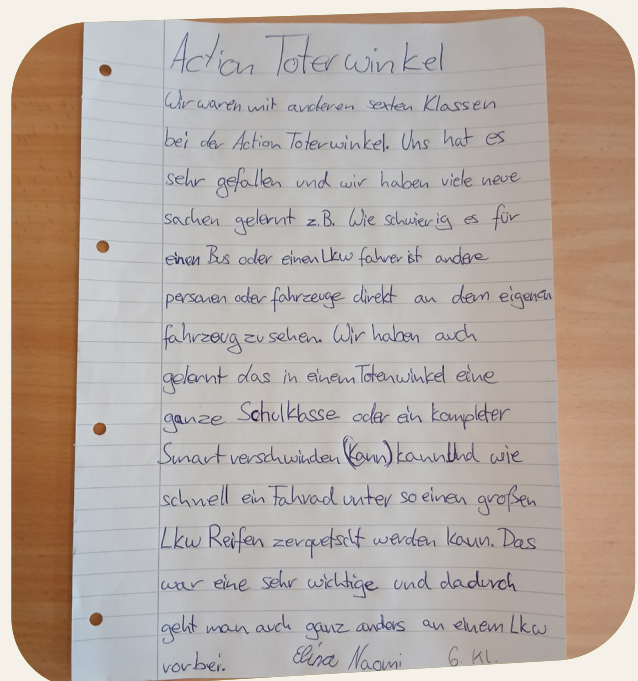 Action Toterwinkel
Wir waren mit anderen sexten Klassen
bei der Action Toterwinkel. Uns hat es
sehr gefallen und wir haben viele neue
sachen gelernt z.B. Wie schwierig es für
einen Bus oder einen Lkw fahrer ist andere
personen oder fahrzeuge direkt an dem eigenen
fahrzeug zu sehen. Wir haben auch
gelernt das in einem Totenwinkel eine
ganze Schulklasse oder ein kompleter
Smart verschwinden (kann) kann Und wie
schnell ein Fahrad unter so einen großen
Lkw Reifen zerquetscht werden kann. Das
war eine sehr wichtige und dadurch
geht man auch ganz anders an einem Lkw
vorbei. Elisa Naomi 6. Kl.